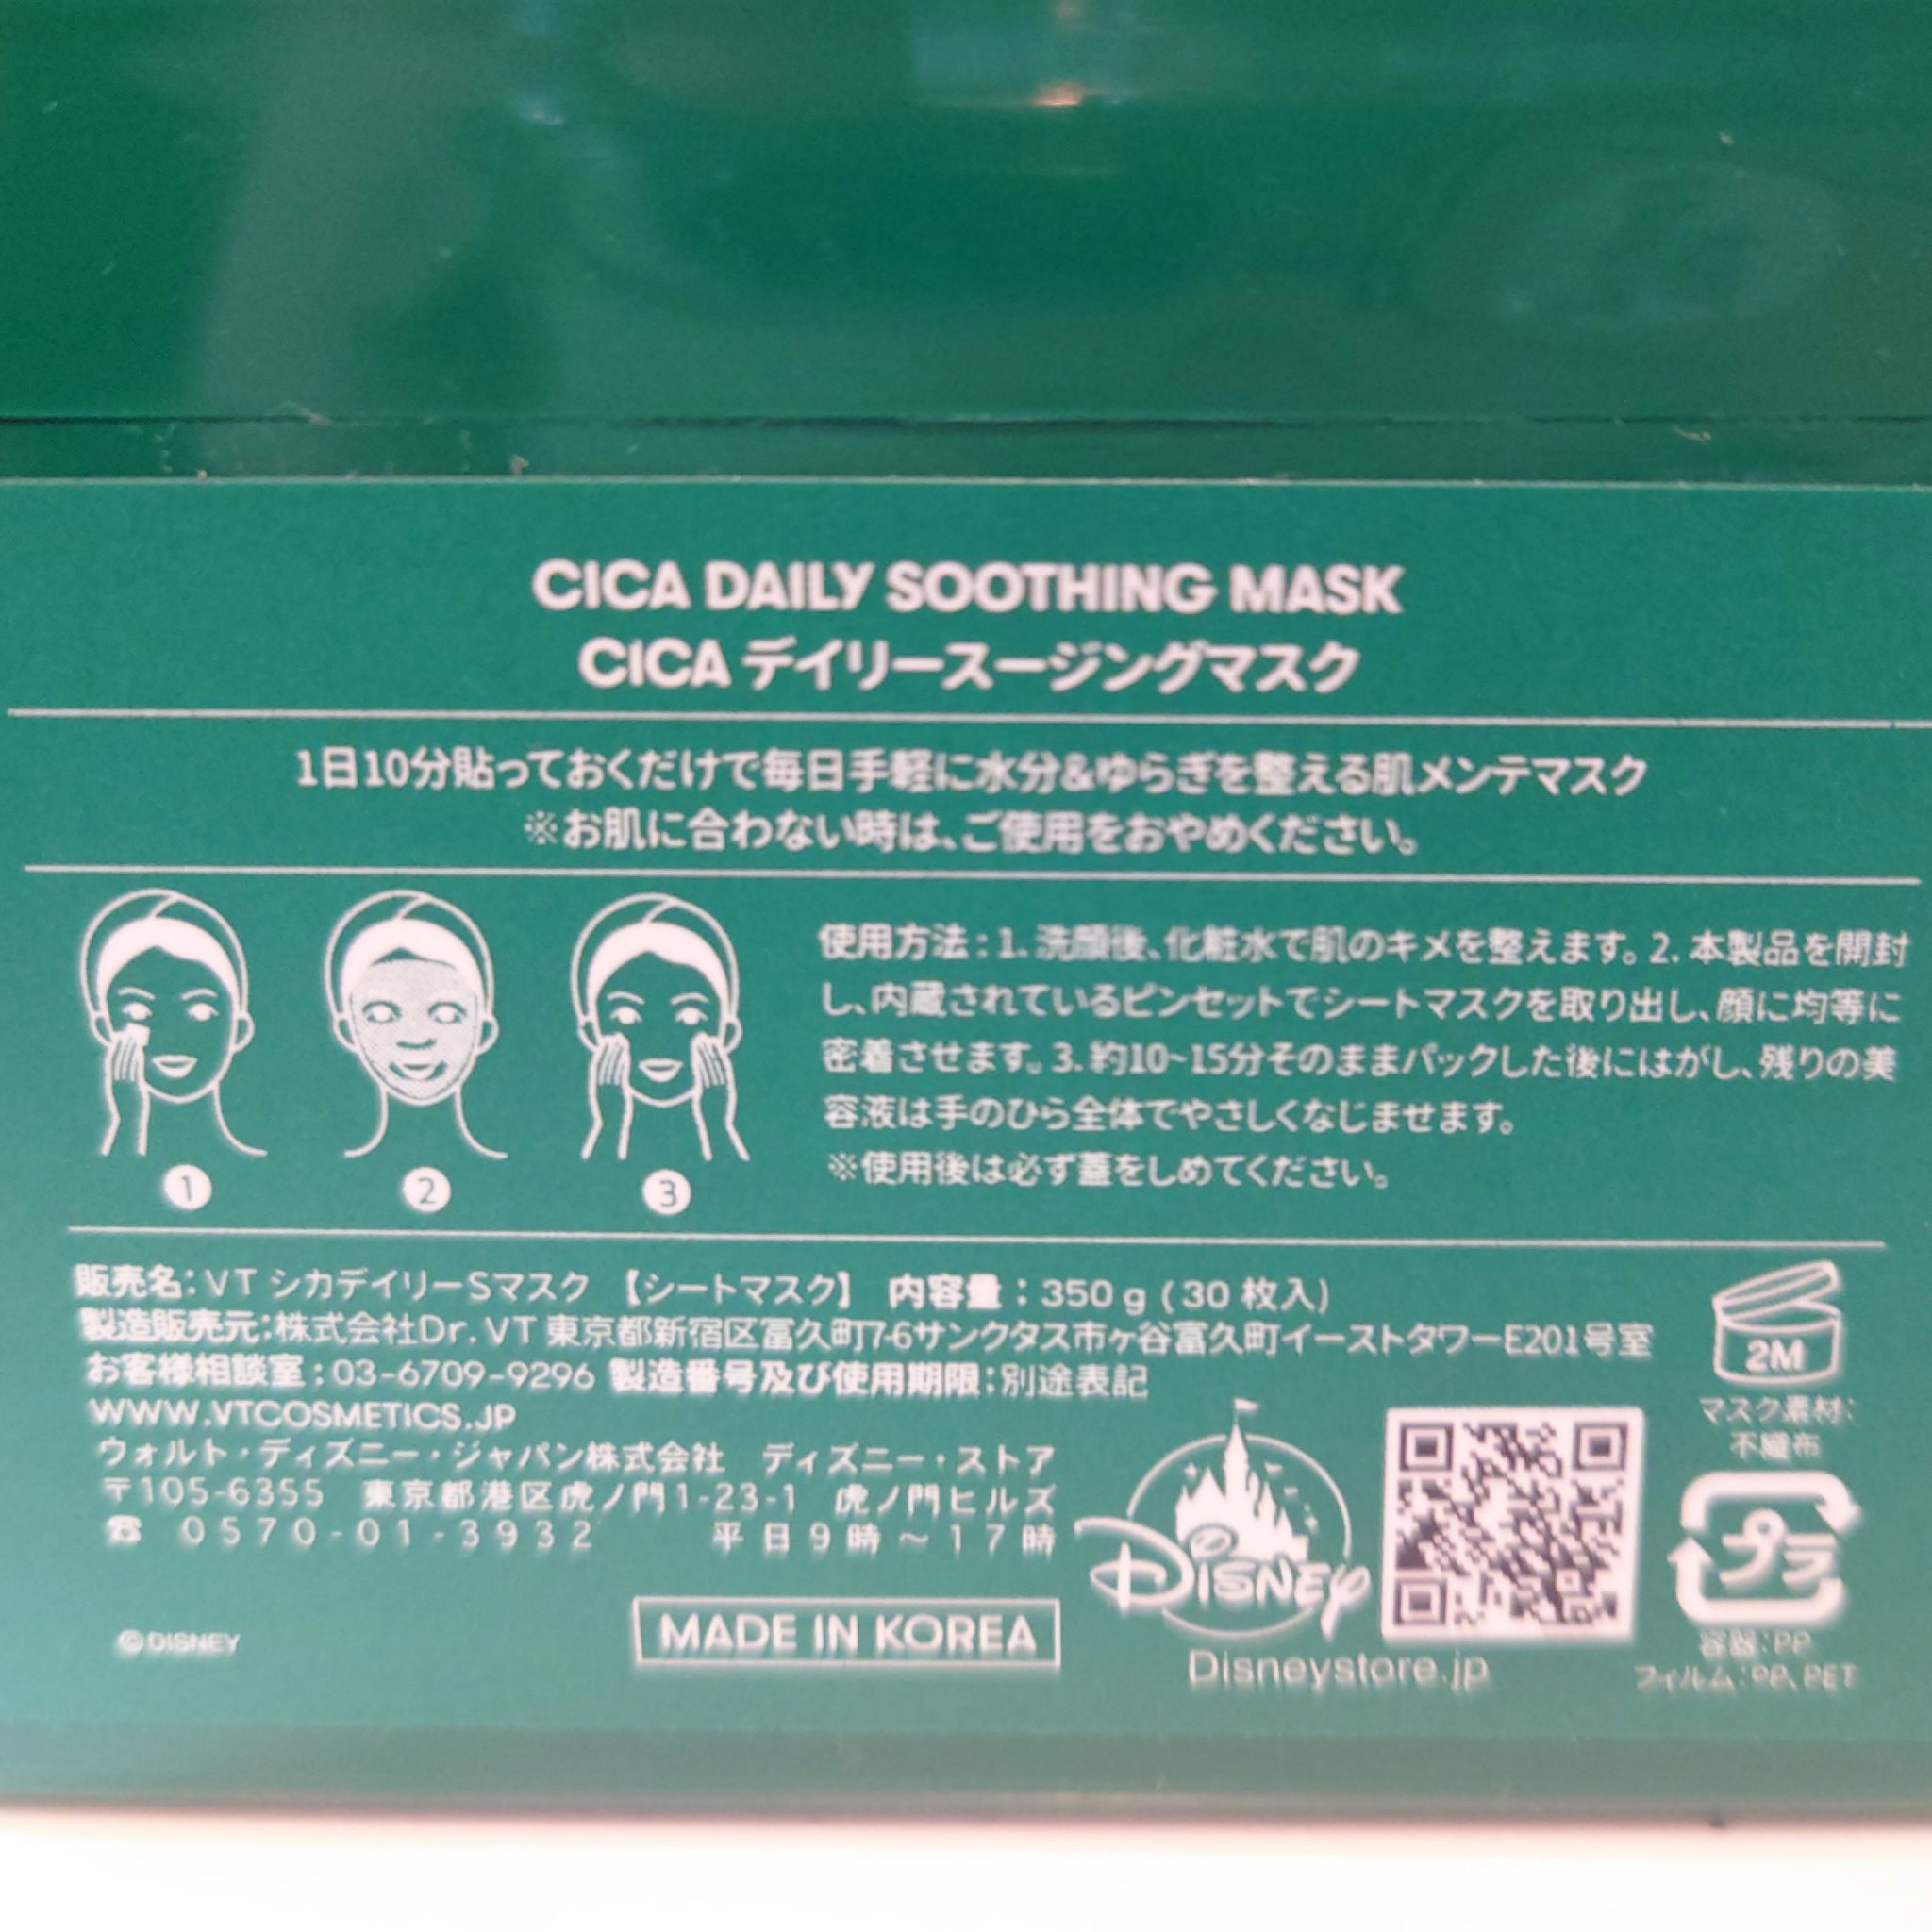 CICA DAILY SOOTHING MASK
CICA デイリースージングマスク
1日10分貼っておくだけで毎日手軽に水分&ゆらぎを整える肌メンテマスク
※お肌に合わない時は、ご使用をおやめください。
使用方法：1. 洗顔後、化粧水で肌のキメを整えます。2. 本製品を開封
し、内蔵されているピンセットでシートマスクを取り出し、顔に均等に
密着させます。3. 約10~15分そのままパックした後にはがし、残りの美
容液は手のひら全体でやさしくなじませます。
※使用後は必ず蓋をしめてください。
1
2
3
販売名：VT シカデイリーSマスク 【シートマスク】 内容量：350 g ( 30 枚入)
製造販売元：株式会社Dr. VT 東京都新宿区冨久町7-6サンクタス市ヶ谷富久町イーストタワーE201号室
お客様相談室：03-6709-9296 製造番号及び使用期限：別途表記
WWW.VTCOSMETICS.JP
ウォルト・ディズニー・ジャパン株式会社 ディズニー・ストア
〒105-6355 東京都港区虎ノ門1-23-1 虎ノ門ヒルズ
☎ 0570-01-3932 平日9時～17時
©DISNEY
MADE IN KOREA
Disney
Disneystore.jp
2M
マスク素材：
不織布
プラ
容器：PP
フィルム：PP、PET